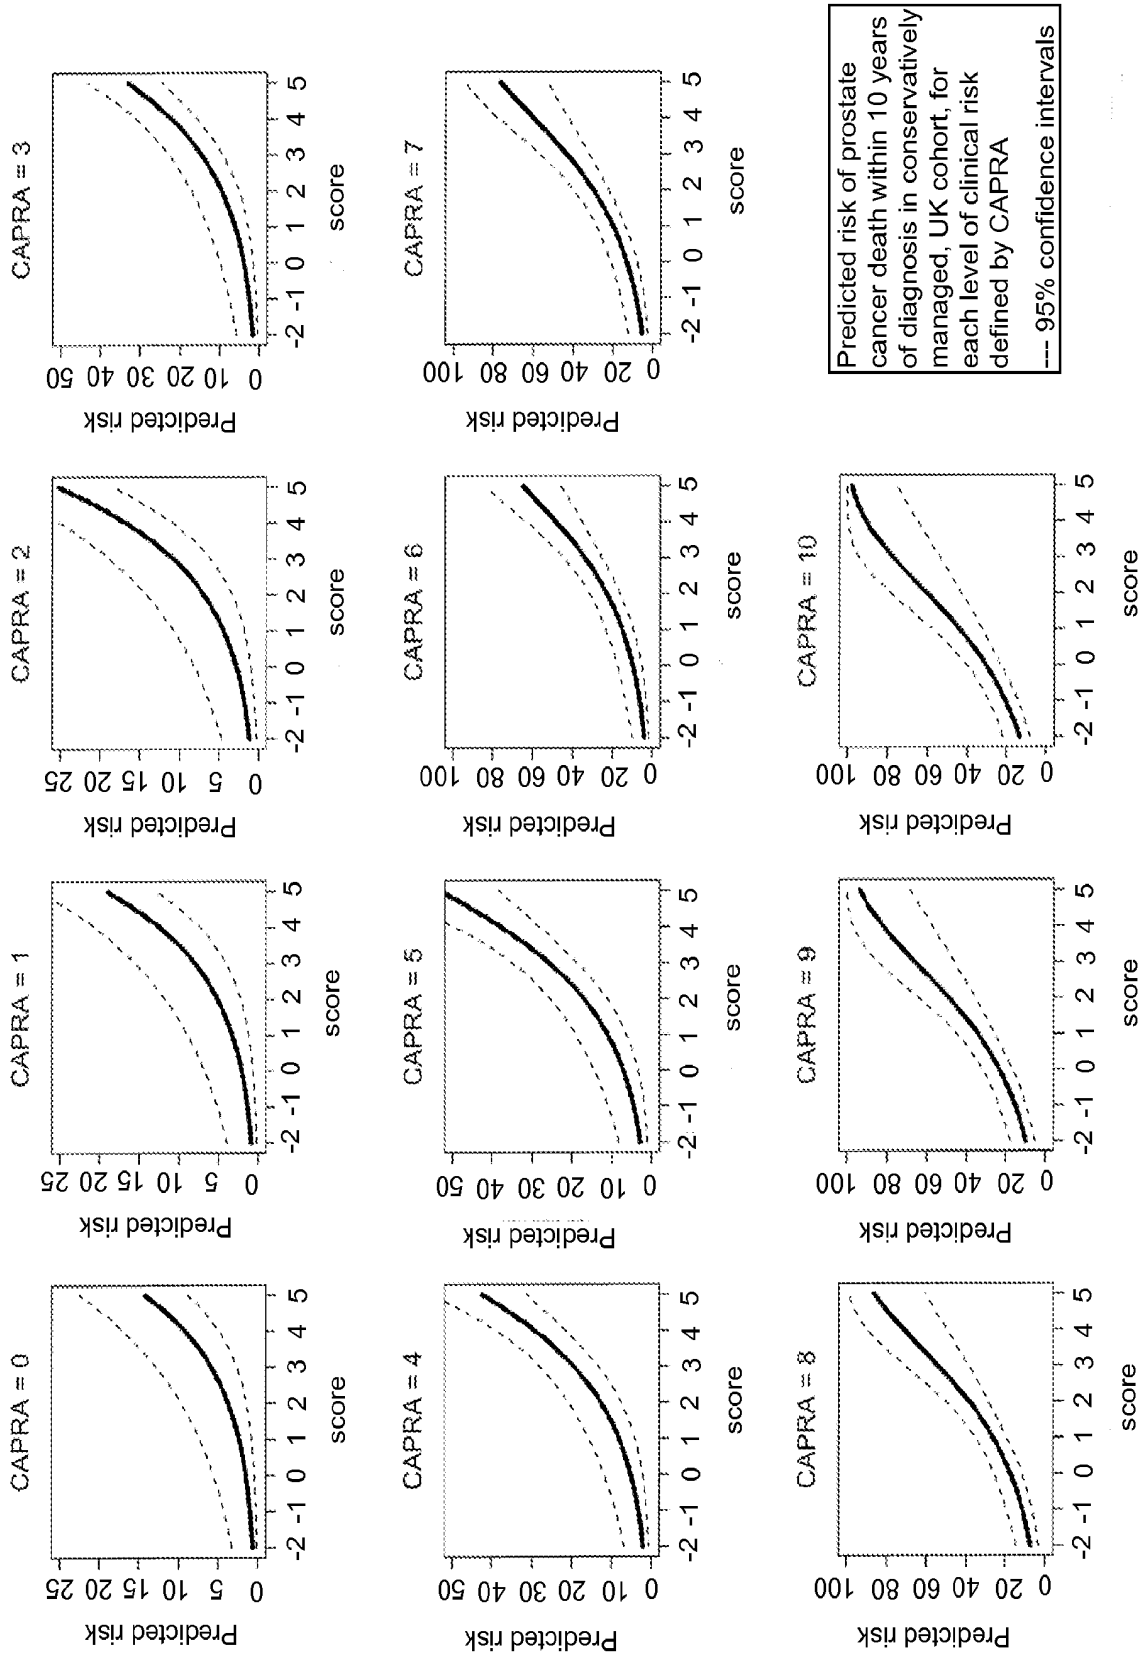 CAPRA = 0
Predicted risk
25
20
15
10
5
0
-2 -1 0 1 2 3 4 5
score
CAPRA = 1
Predicted risk
25
20
15
10
5
0
-2 -1 0 1 2 3 4 5
score
CAPRA = 2
Predicted risk
25
20
15
10
5
0
-2 -1 0 1 2 3 4 5
score
CAPRA = 3
Predicted risk
50
40
30
20
10
0
-2 -1 0 1 2 3 4 5
score
CAPRA = 4
Predicted risk
50
40
30
20
10
0
-2 -1 0 1 2 3 4 5
score
CAPRA = 5
Predicted risk
50
40
30
20
10
0
-2 -1 0 1 2 3 4 5
score
CAPRA = 6
Predicted risk
100
80
60
40
20
0
-2 -1 0 1 2 3 4 5
score
CAPRA = 7
Predicted risk
100
80
60
40
20
0
-2 -1 0 1 2 3 4 5
score
CAPRA = 8
Predicted risk
100
80
60
40
20
0
-2 -1 0 1 2 3 4 5
score
CAPRA = 9
Predicted risk
100
80
60
40
20
0
-2 -1 0 1 2 3 4 5
score
CAPRA = 10
Predicted risk
100
80
60
40
20
0
-2 -1 0 1 2 3 4 5
score
Predicted risk of prostate
cancer death within 10 years
of diagnosis in conservatively
managed, UK cohort, for
each level of clinical risk
defined by CAPRA
--- 95% confidence intervals